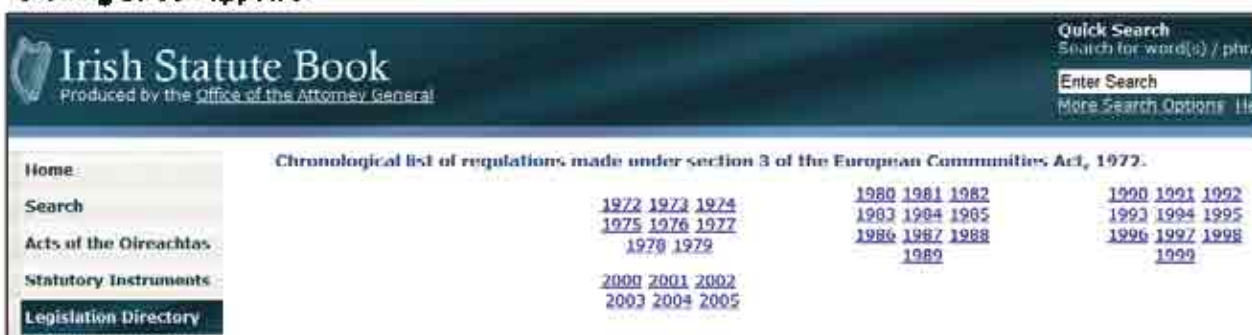 Irish Statute Book
Produced by the Office of the Attorney General
Quick Search
Search for word(s) /
Enter Search
More Search Options
Home
Search
Acts of the Oireachtas
Statutory Instruments
Legislation Directory
Chronological list of regulations made under section 3 of the European Communities Act, 1972.
1972 1973 1974
1975 1976 1977
1978 1979
1980 1981 1982
1983 1984 1985
1986 1987 1988
1989
1990 1991 1992
1993 1994 1995
1996 1997 1998
1999
2000 2001 2002
2003 2004 2005